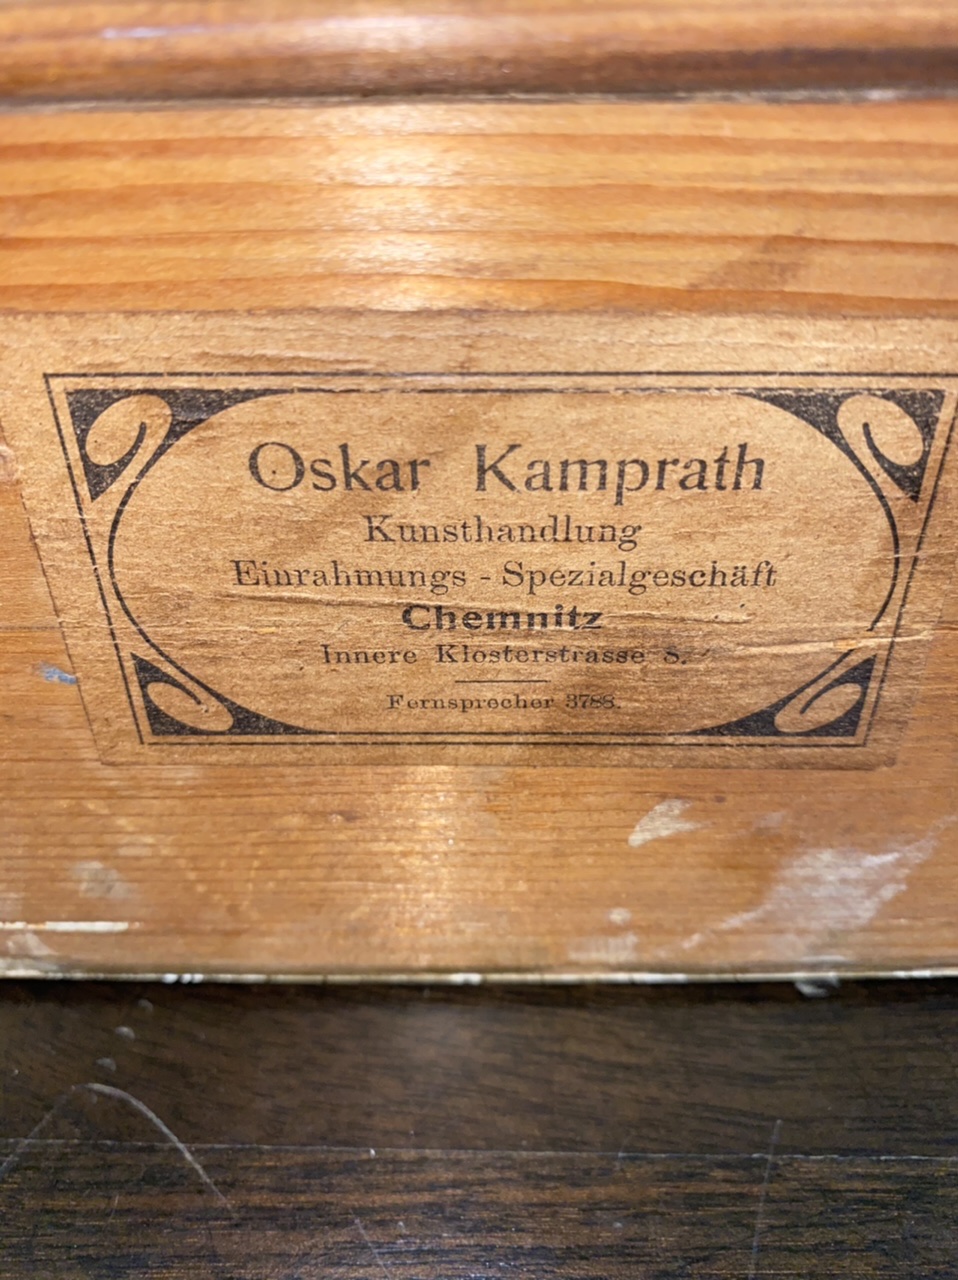 Oskar Kamprath
Kunsthandlung
Einrahmungs - Spezialgeschäft
Chemnitz
Innere Klosterstrasse 8.
Fernsprecher 3788.